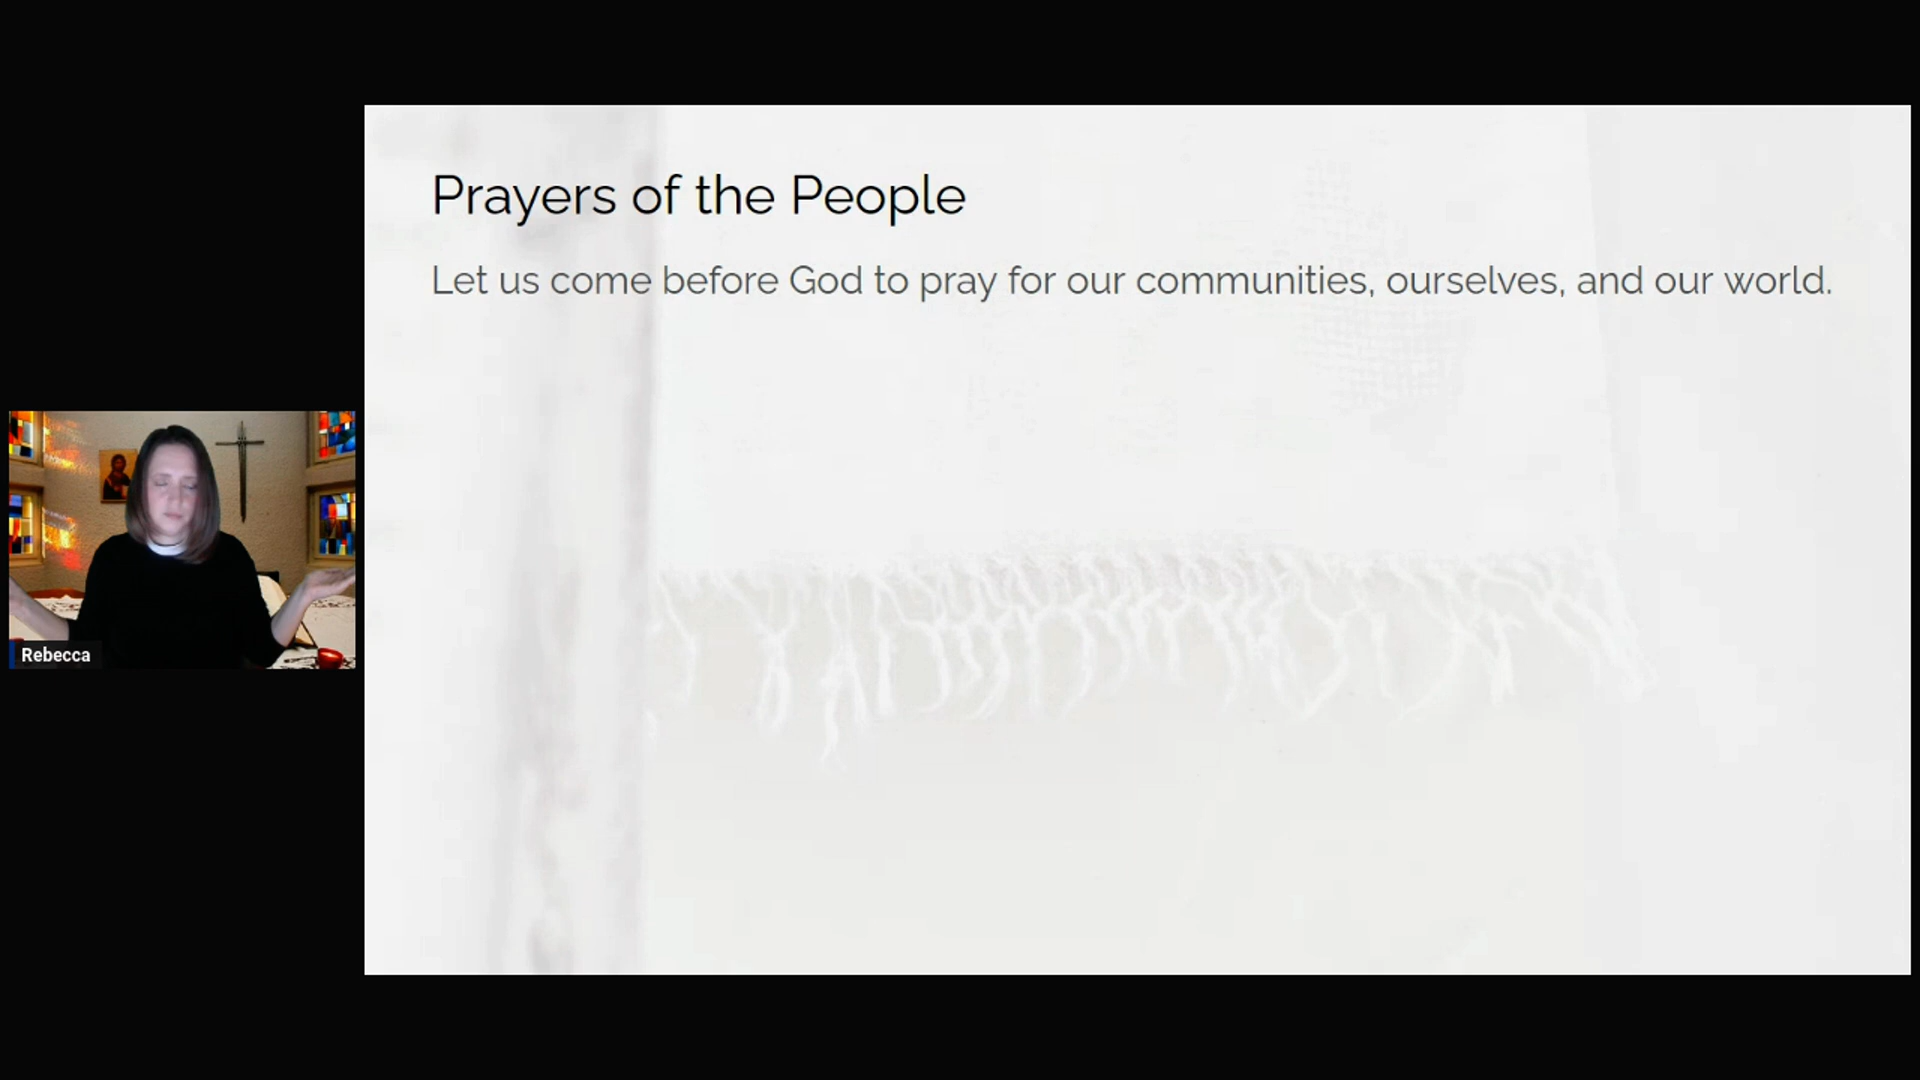 Prayers of the People
Let us come before God to pray for our communities, ourselves, and our world.
Rebecca